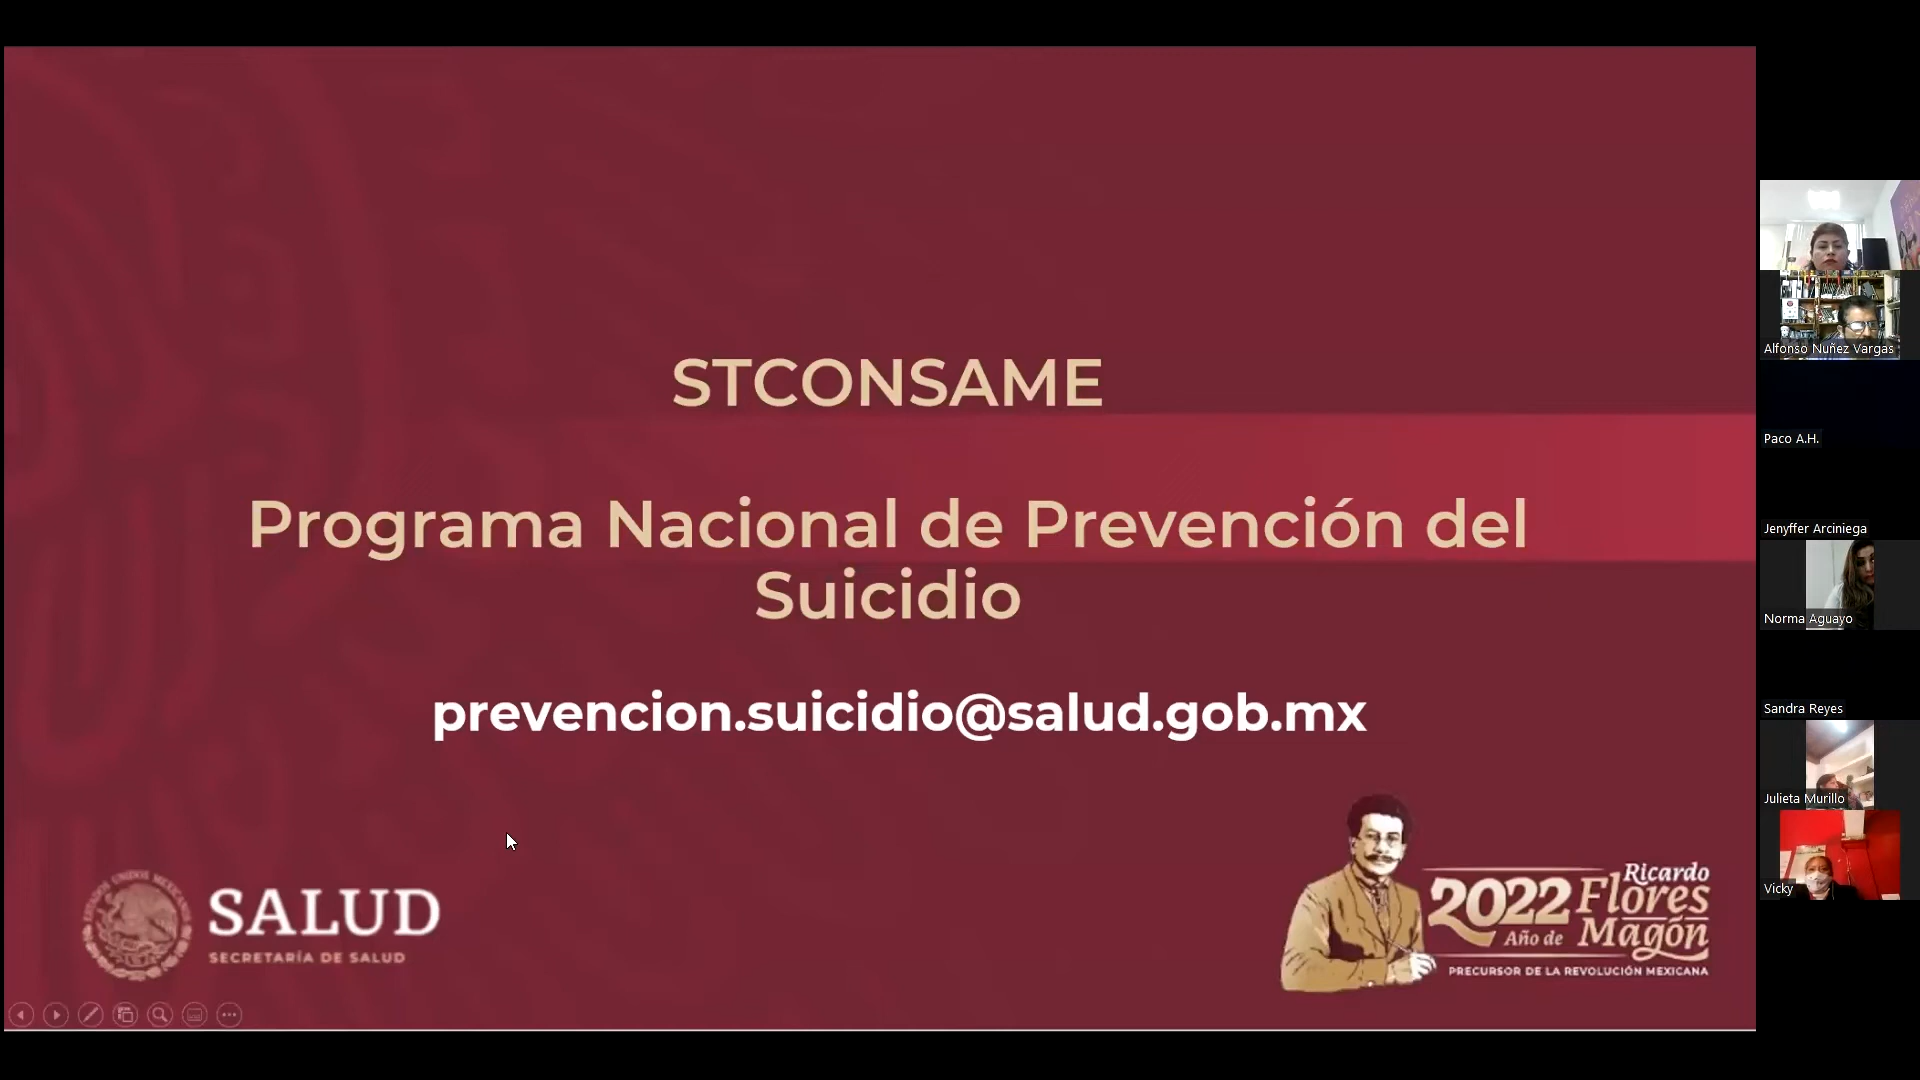 STCONSAME
Programa Nacional de Prevención del
Suicidio
prevencion.suicidio@salud.gob.mx
SALUD
SECRETARÍA DE SALUD
2022 Ricardo
Año de Flores
Magón
PRECURSOR DE LA REVOLUCIÓN MEXICANA
Alfonso Nuñez Vargas
Paco A.H.
Jenyffer Arciniega
Norma Aguayo
Sandra Reyes
Julieta Murillo
Vicky